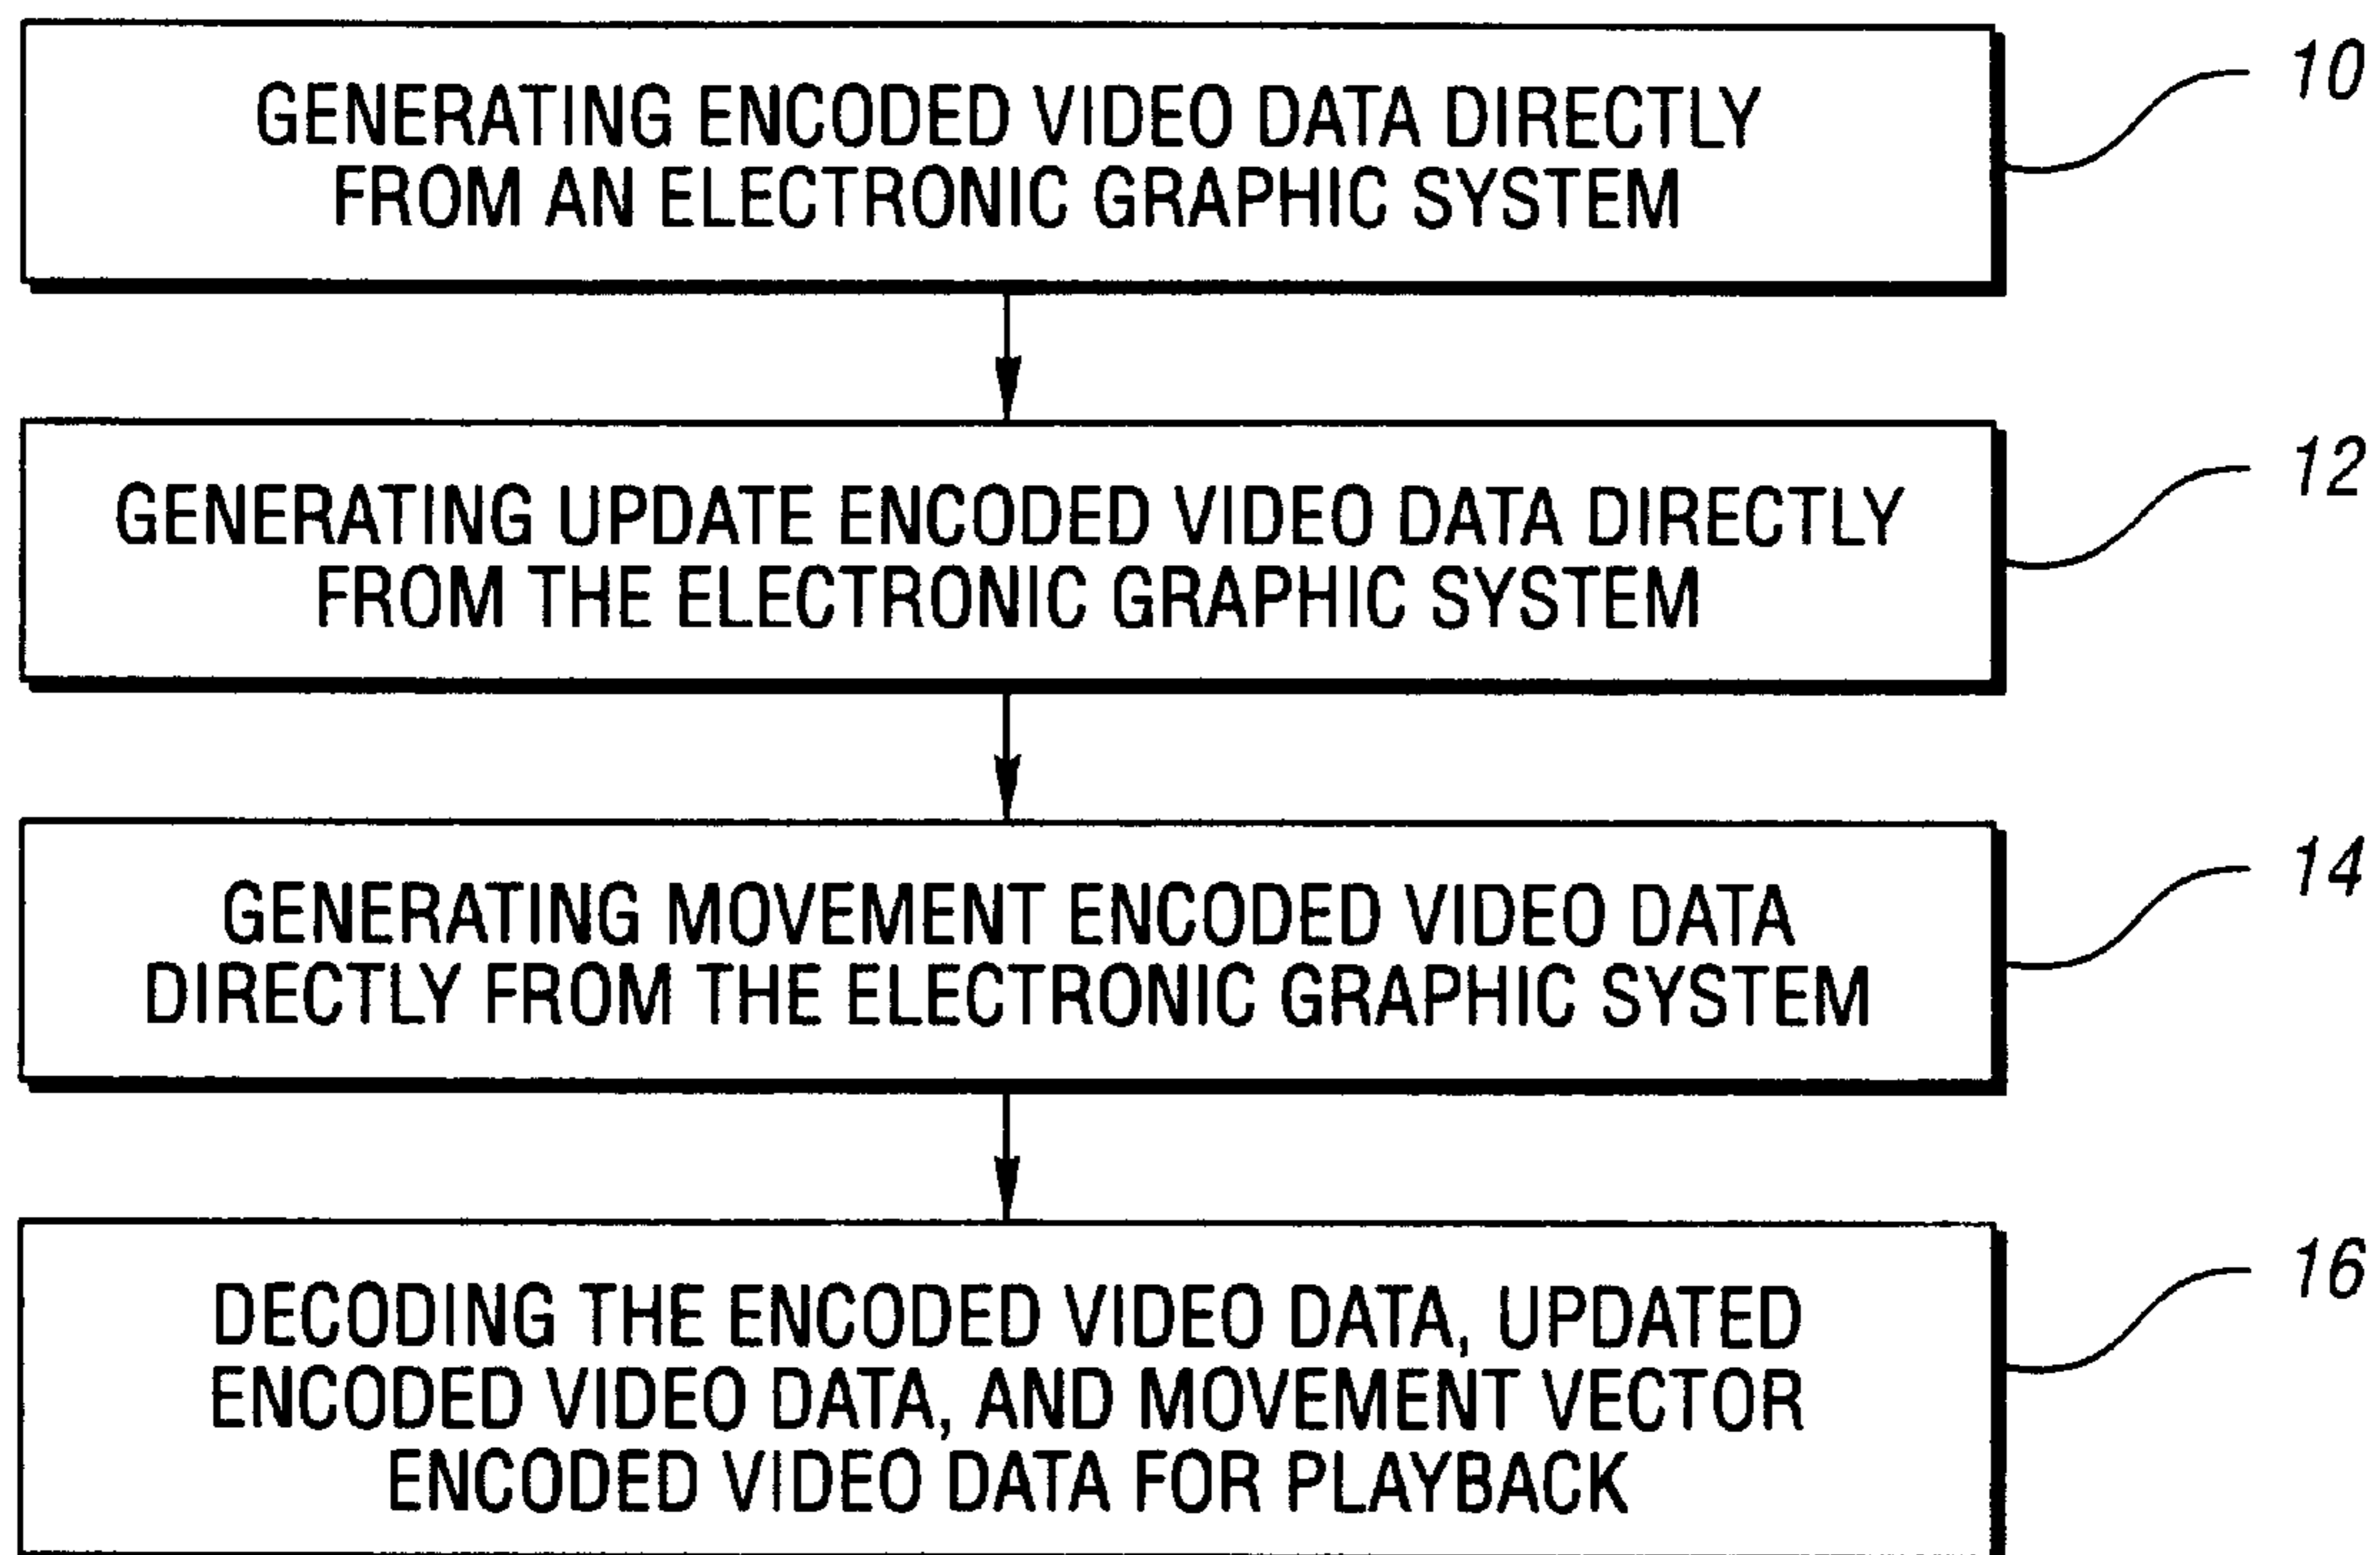 GENERATING ENCODED VIDEO DATA DIRECTLY
FROM AN ELECTRONIC GRAPHIC SYSTEM
10
GENERATING UPDATE ENCODED VIDEO DATA DIRECTLY
FROM THE ELECTRONIC GRAPHIC SYSTEM
12
GENERATING MOVEMENT ENCODED VIDEO DATA
DIRECTLY FROM THE ELECTRONIC GRAPHIC SYSTEM
14
DECODING THE ENCODED VIDEO DATA, UPDATED
ENCODED VIDEO DATA, AND MOVEMENT VECTOR
ENCODED VIDEO DATA FOR PLAYBACK
16